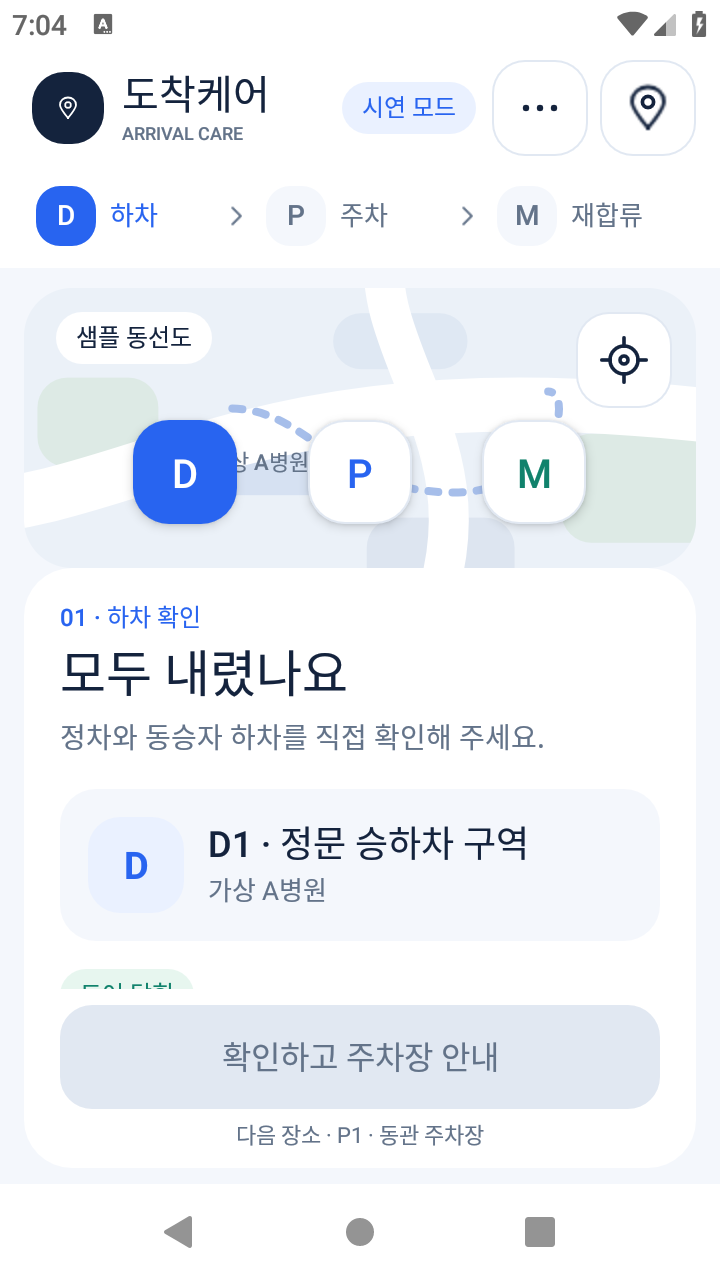 7:04
A
도착케어
ARRIVAL CARE
시연 모드
D 하차
P 주차
M 재합류
샘플 동선도
A병원
D
P
M
01 · 하차 확인
모두 내렸나요
정차와 동승자 하차를 직접 확인해 주세요.
D
D1 · 정문 승하차 구역
가상 A병원
확인하고 주차장 안내
다음 장소 · P1 · 동관 주차장